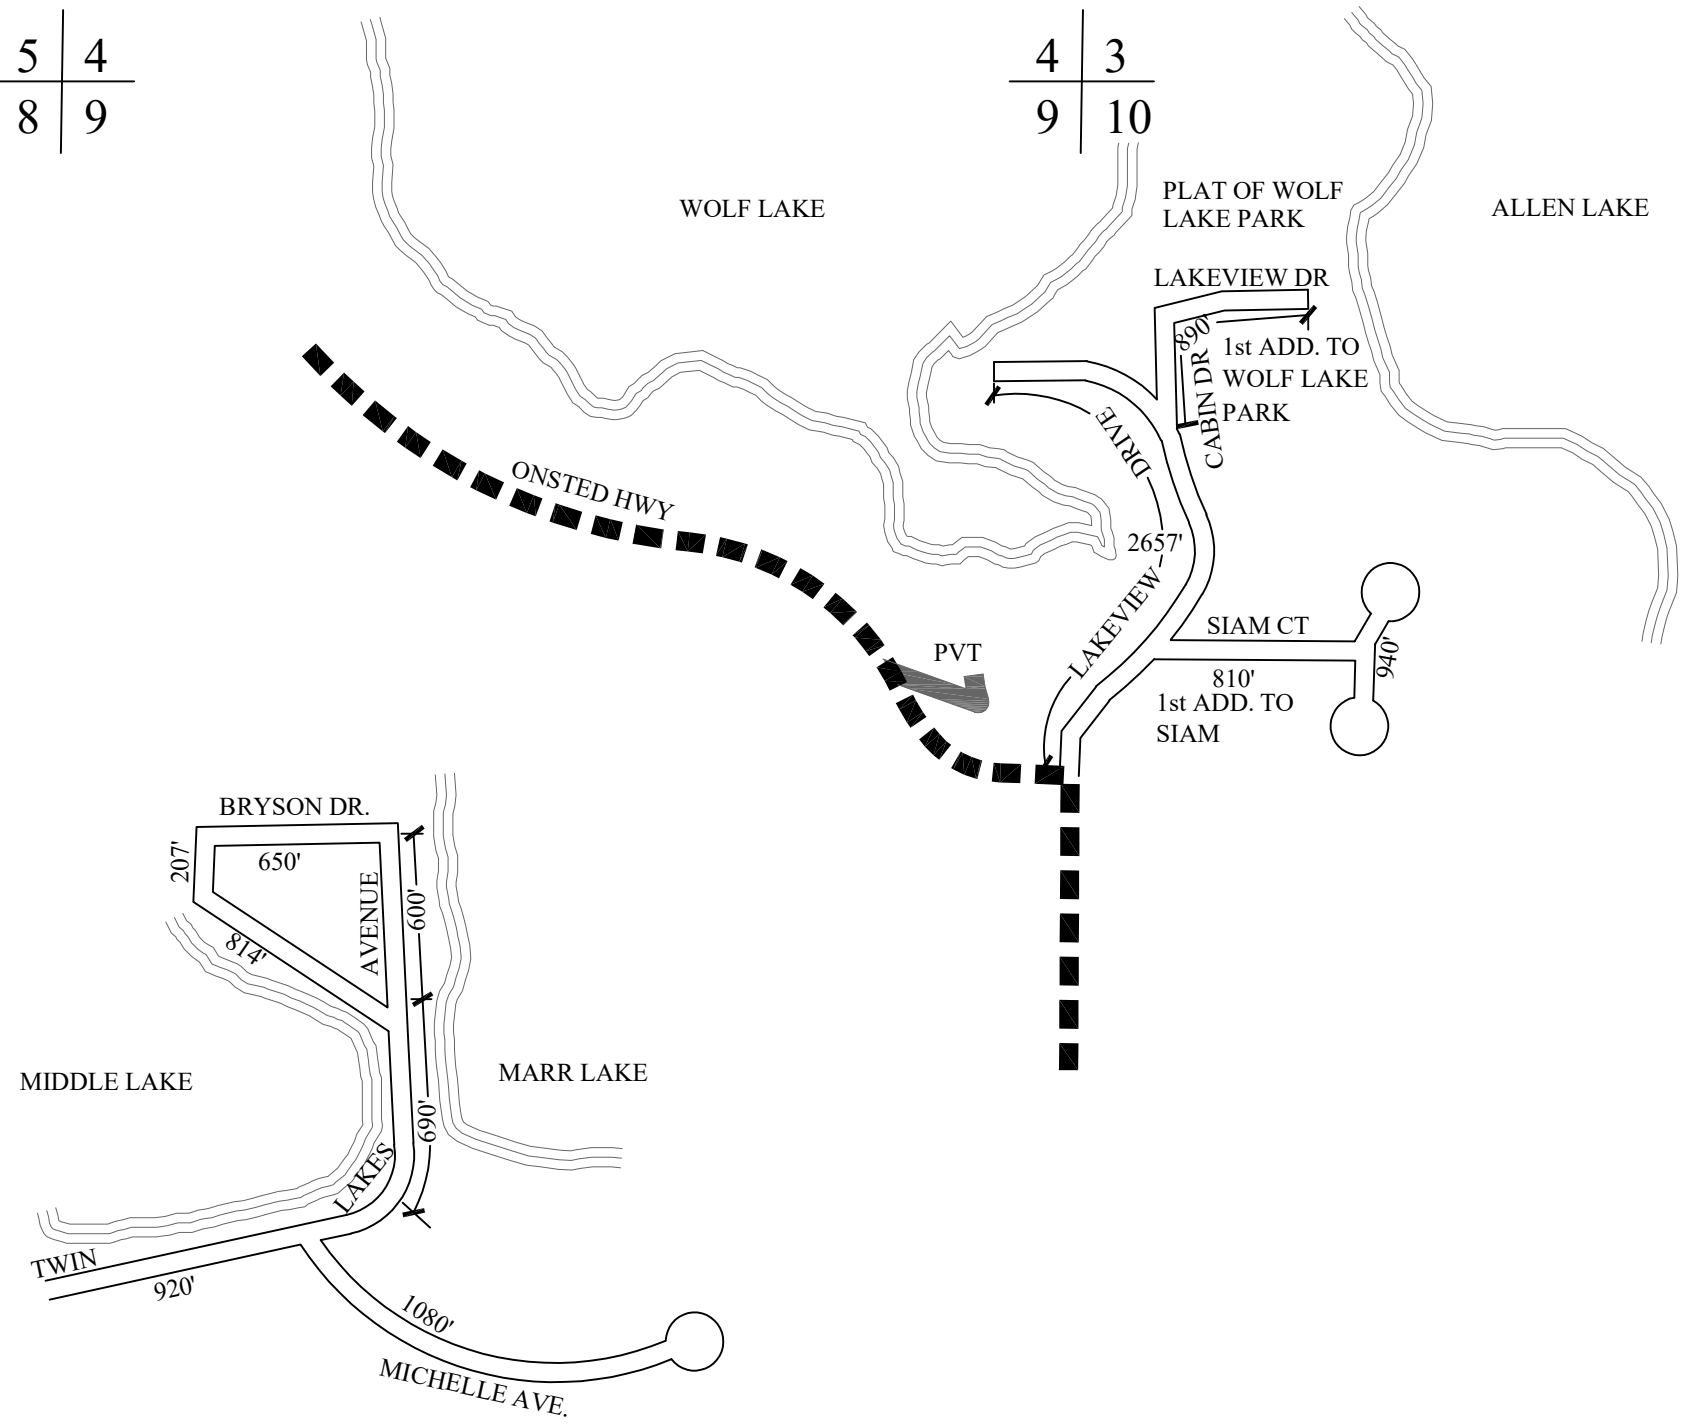 5 4
8 9
4 3
9 10
WOLF LAKE
PLAT OF WOLF
LAKE PARK
ALLEN LAKE
LAKEVIEW DR
890'
CABIN DR
1st ADD. TO
WOLF LAKE
PARK
DRIVE
2657'
LAKEVIEW
ONSTED HWY
PVT
SIAM CT
810'
940'
1st ADD. TO
SIAM
BRYSON DR.
207'
650'
814'
AVENUE
600'
690'
MIDDLE LAKE
MARR LAKE
LAKES
TWIN
920'
1080'
MICHELLE AVE.